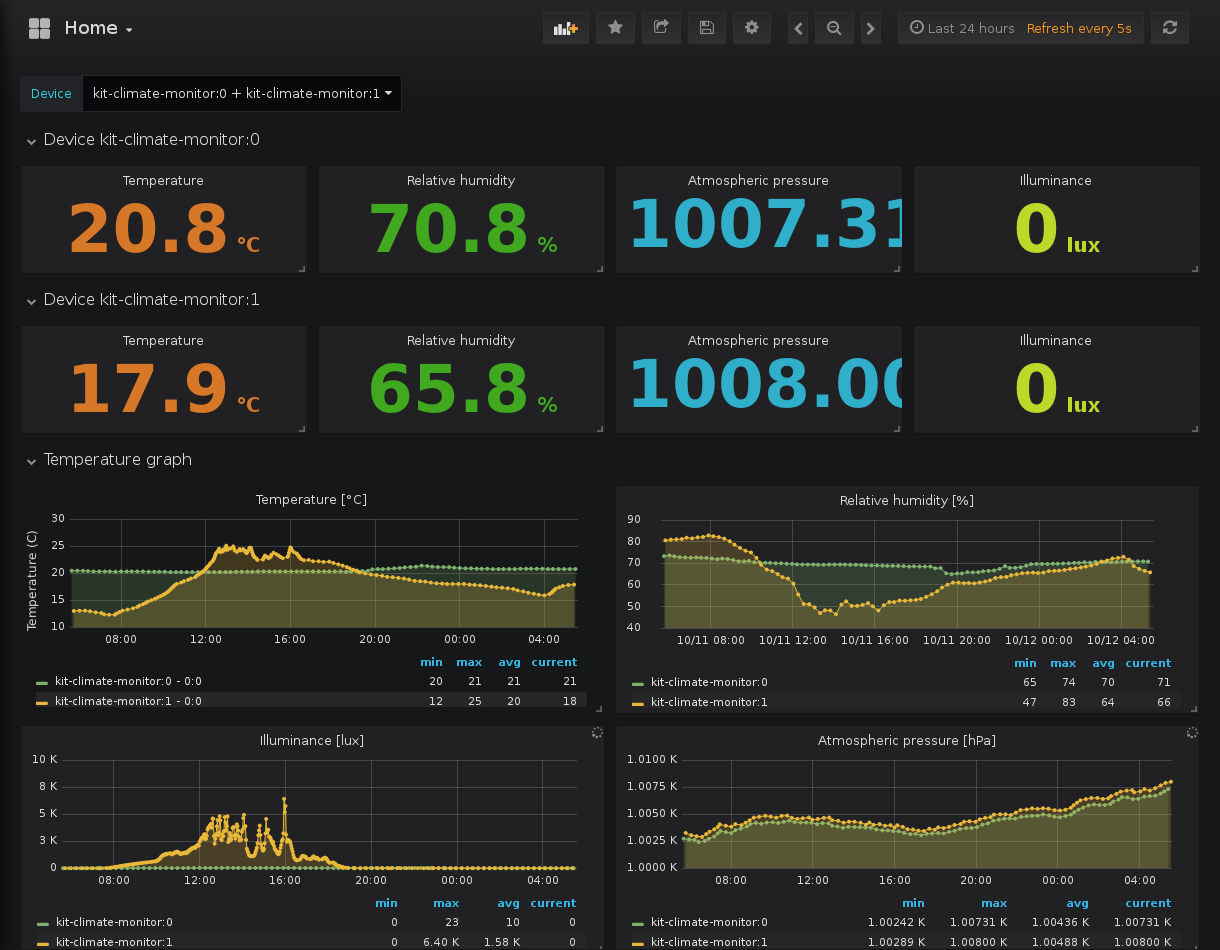 Home
Last 24 hours Refresh every 5s
Device kit-climate-monitor:0 + kit-climate-monitor:1
Device kit-climate-monitor:0
Temperature Relative humidity Atmospheric pressure Illuminance
20.8 °C 70.8 % 1007.31 0 lux
Device kit-climate-monitor:1
Temperature Relative humidity Atmospheric pressure Illuminance
17.9 °C 65.8 % 1008.00 0 lux
Temperature graph
Temperature [°C]
Temperature (C)
30
25
20
15
10
08:00 12:00 16:00 20:00 00:00 04:00
min max avg current
kit-climate-monitor:0 - 0:0 20 21 21 21
kit-climate-monitor:1 - 0:0 12 25 20 18
Relative humidity [%]
90
80
70
60
50
40
10/11 08:00 10/11 12:00 10/11 16:00 10/11 20:00 10/12 00:00 10/12 04:00
min max avg current
kit-climate-monitor:0 65 74 70 71
kit-climate-monitor:1 47 83 64 66
Illuminance [lux]
10 K
8 K
5 K
3 K
0
08:00 12:00 16:00 20:00 00:00 04:00
min max avg current
kit-climate-monitor:0 0 23 10 0
kit-climate-monitor:1 0 6.40 K 1.58 K 0
Atmospheric pressure [hPa]
1.0100 K
1.0075 K
1.0050 K
1.0025 K
1.0000 K
08:00 12:00 16:00 20:00 00:00 04:00
min max avg current
kit-climate-monitor:0 1.00242 K 1.00731 K 1.00436 K 1.00731 K
kit-climate-monitor:1 1.00289 K 1.00800 K 1.00488 K 1.00800 K